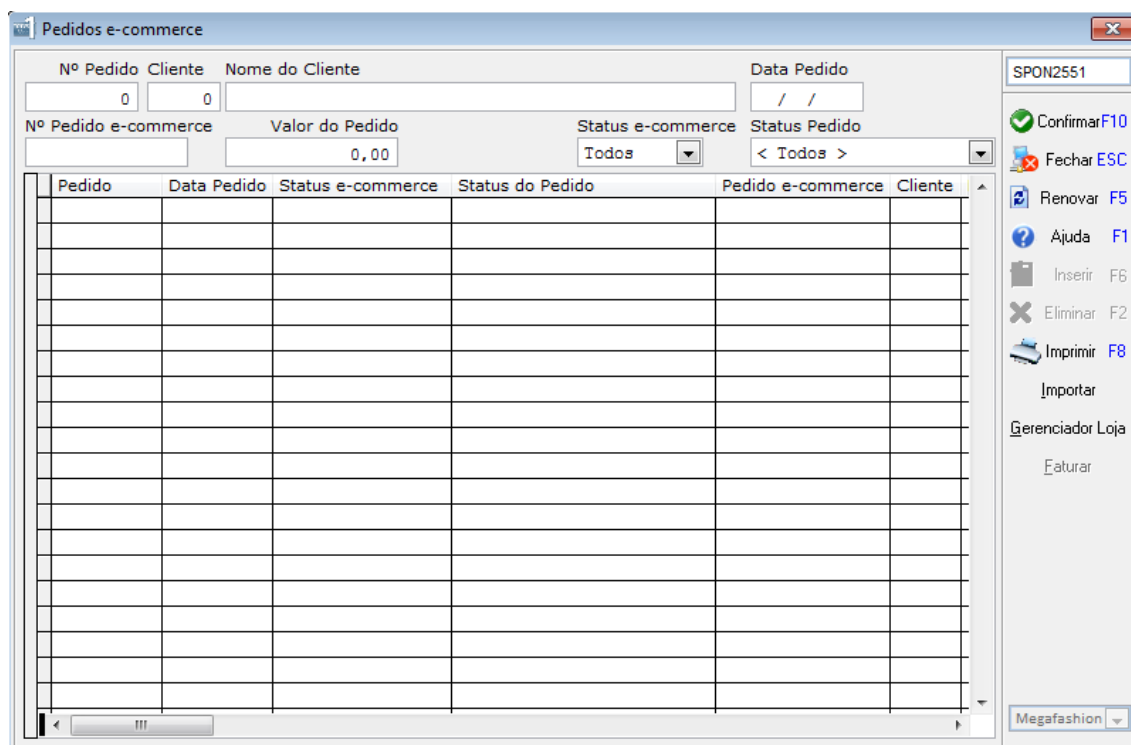 Pedidos e-commerce
Nº Pedido Cliente Nome do Cliente Data Pedido
0 0 / /
Nº Pedido e-commerce Valor do Pedido Status e-commerce Status Pedido
0,00 Todos < Todos >
Pedido Data Pedido Status e-commerce Status do Pedido Pedido e-commerce Cliente
SPON2551
Confirmar F10
Fechar ESC
Renovar F5
Ajuda F1
Inserir F6
Eliminar F2
Imprimir F8
Importar
Gerenciador Loja
Faturar
Megafashion